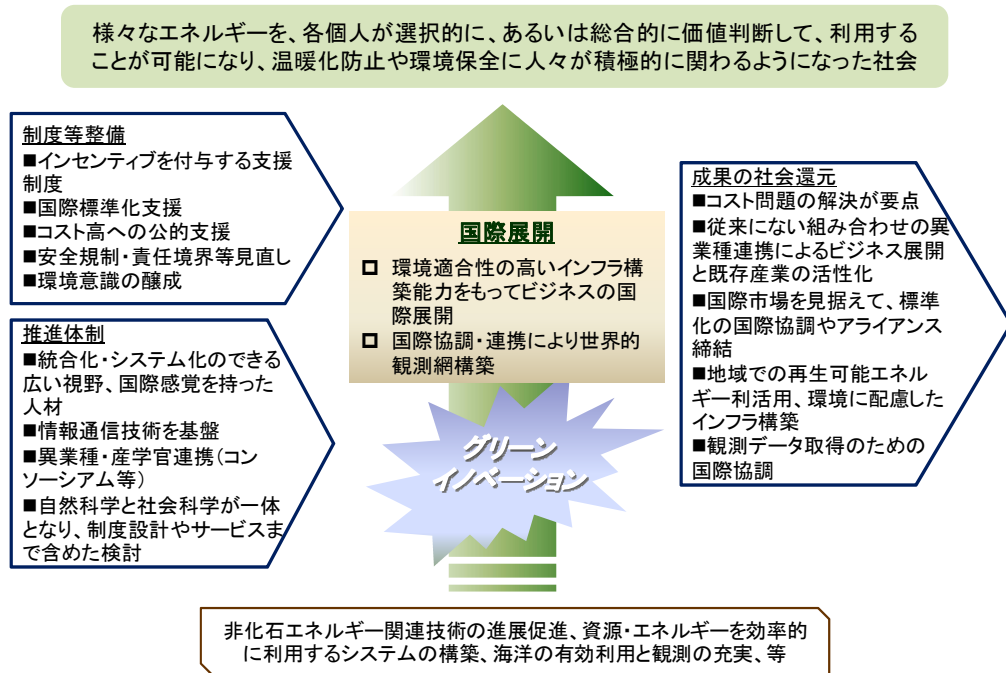 様々なエネルギーを、各個人が選択的に、あるいは総合的に価値判断して、利用する
ことが可能になり、温暖化防止や環境保全に人々が積極的に関わるようになった社会
制度等整備
■インセンティブを付与する支援
制度
■国際標準化支援
■コスト高への公的支援
■安全規制・責任境界等見直し
■環境意識の醸成
推進体制
■統合化・システム化のできる
広い視野、国際感覚を持った
人材
■情報通信技術を基盤
■異業種・産学官連携(コン
ソーシアム等)
■自然科学と社会科学が一体
となり、制度設計やサービスま
で含めた検討
国際展開
環境適合性の高いインフラ構
築能力をもってビジネスの国
際展開
国際協調・連携により世界的
観測網構築
グリーン
イノベーション
成果の社会還元
■コスト問題の解決が要点
■従来にない組み合わせの異
業種連携によるビジネス展開
と既存産業の活性化
■国際市場を見据えて、標準
化の国際協調やアライアンス
締結
■地域での再生可能エネル
ギー利活用、環境に配慮した
インフラ構築
■観測データ取得のための
国際協調
非化石エネルギー関連技術の進展促進、資源・エネルギーを効率的
に利用するシステムの構築、海洋の有効利用と観測の充実、等